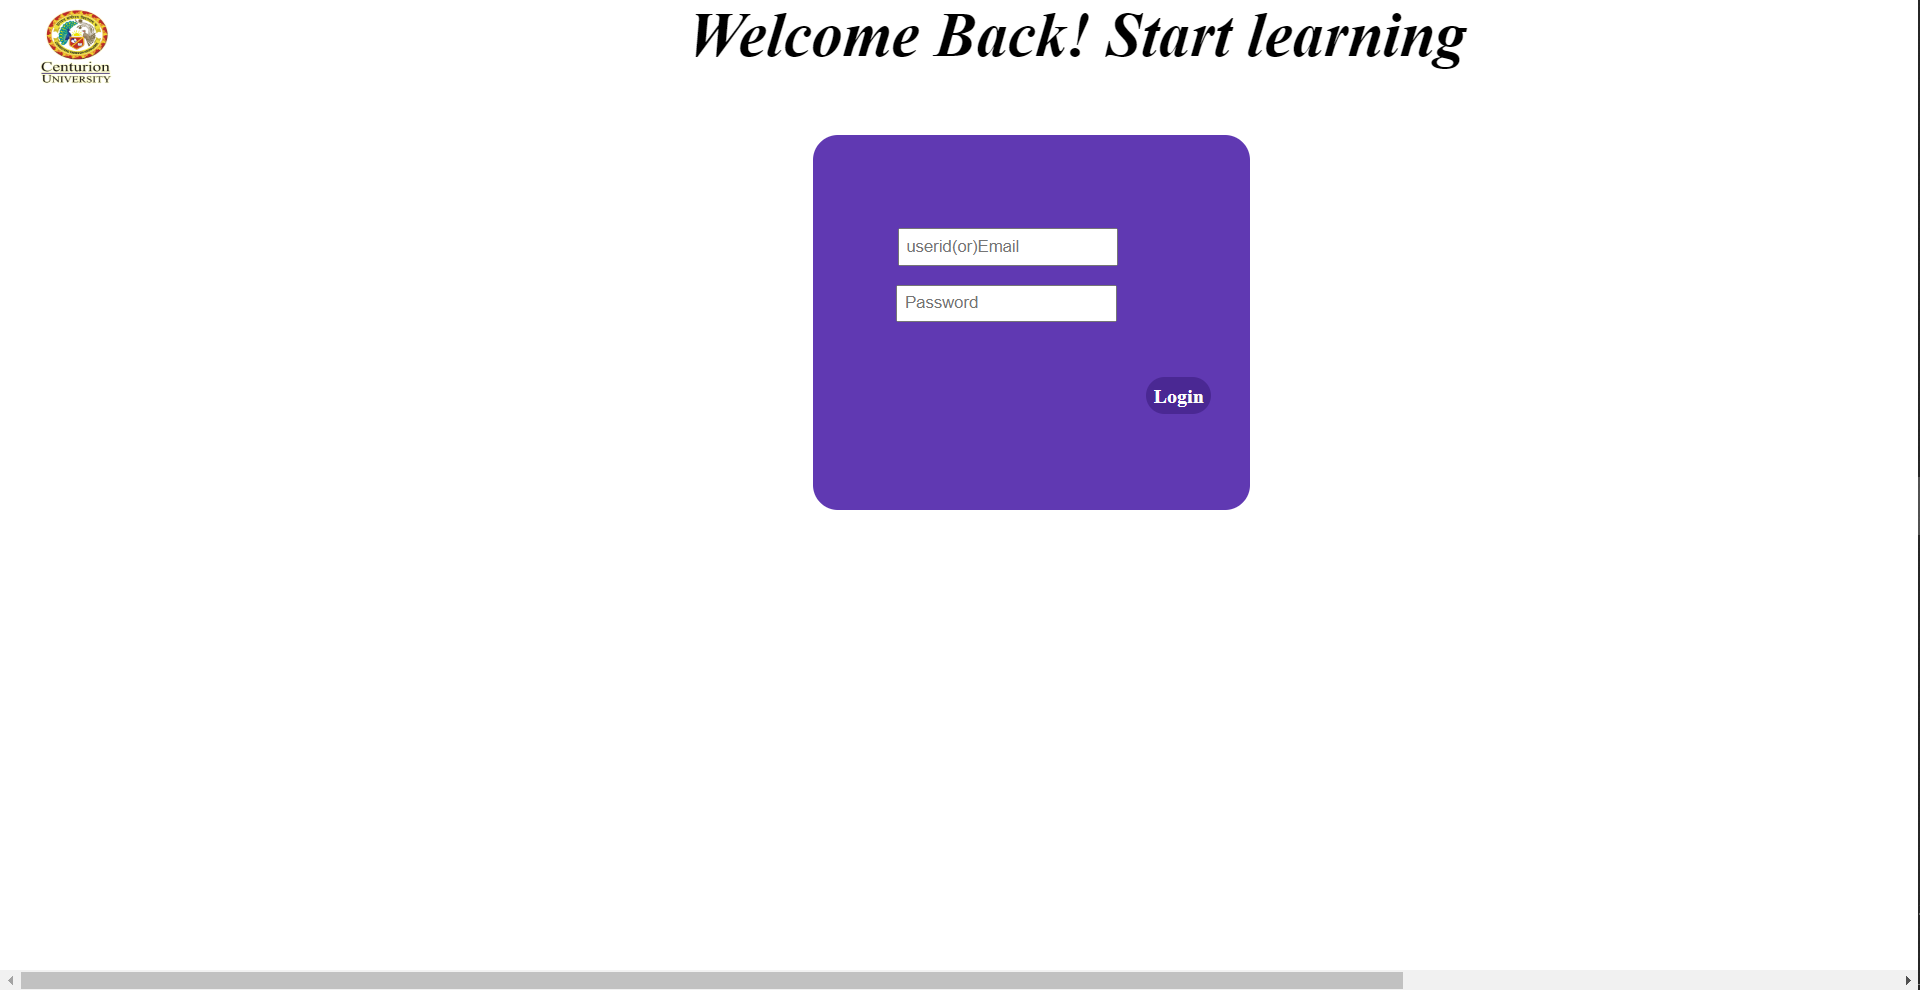 Centurion
UNIVERSITY
Welcome Back! Start learning
userid(or)Email
Password
Login